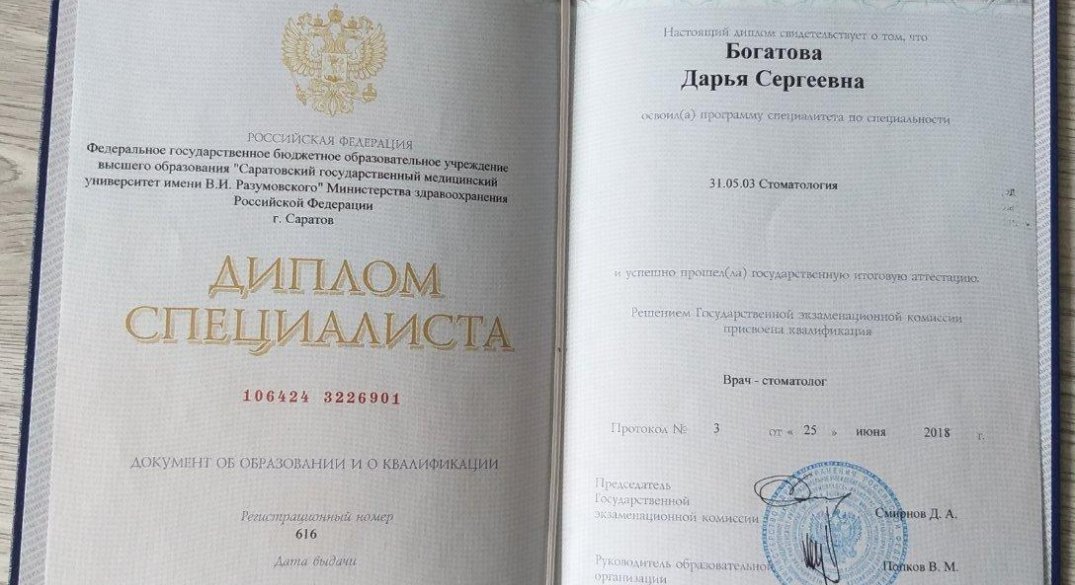 РОССИЙСКАЯ ФЕДЕРАЦИЯ
Федеральное государственное бюджетное образовательное учреждение
высшего образования "Саратовский государственный медицинский
университет имени В.И. Разумовского" Министерства здравоохранения
Российской Федерации
г. Саратов
ДИПЛОМ
СПЕЦИАЛИСТА
106424 3226901
ДОКУМЕНТ ОБ ОБРАЗОВАНИИ И О КВАЛИФИКАЦИИ
Регистрационный номер
616
Дата выдачи
Настоящий диплом свидетельствует о том, что
Богатова
Дарья Сергеевна
освоил(а) программу специалитета по специальности
31.05.03 Стоматология
и успешно прошел(ла) государственную итоговую аттестацию.
Решением Государственной экзаменационной комиссии
присвоена квалификация
Врач - стоматолог
Протокол № 3 от « 25 » июня 2018 г.
Председатель
Государственной
экзаменационной комиссии Смирнов Д. А.
Руководитель образовательной Попков В. М.
организации